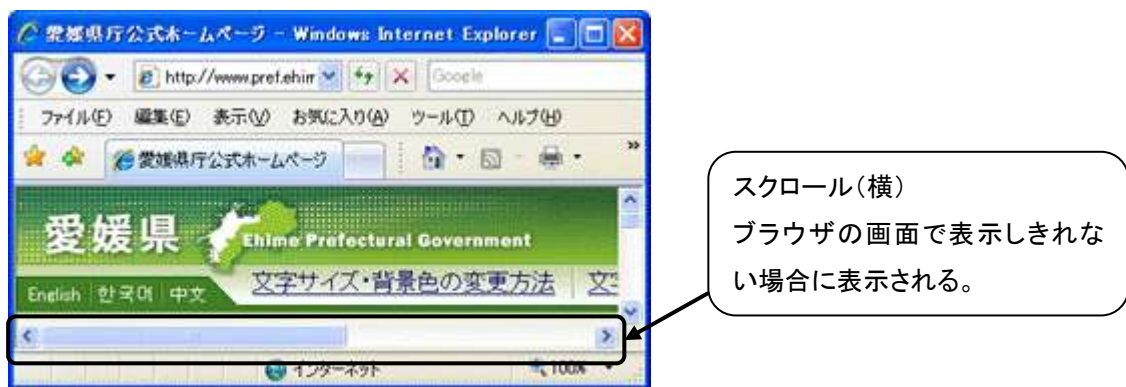 愛媛県庁公式ホームページ - Windows Internet Explorer
http://www.pref.ehim
Google
ファイル(F) 編集(E) 表示(V) お気に入り(A) ツール(T) ヘルプ(H)
愛媛県庁公式ホームページ
»
愛媛県 Ehime Prefectural Government
English 한국어 中文 文字サイズ・背景色の変更方法 文字
インターネット 100%
スクロール(横)
ブラウザの画面で表示しきれな
い場合に表示される。